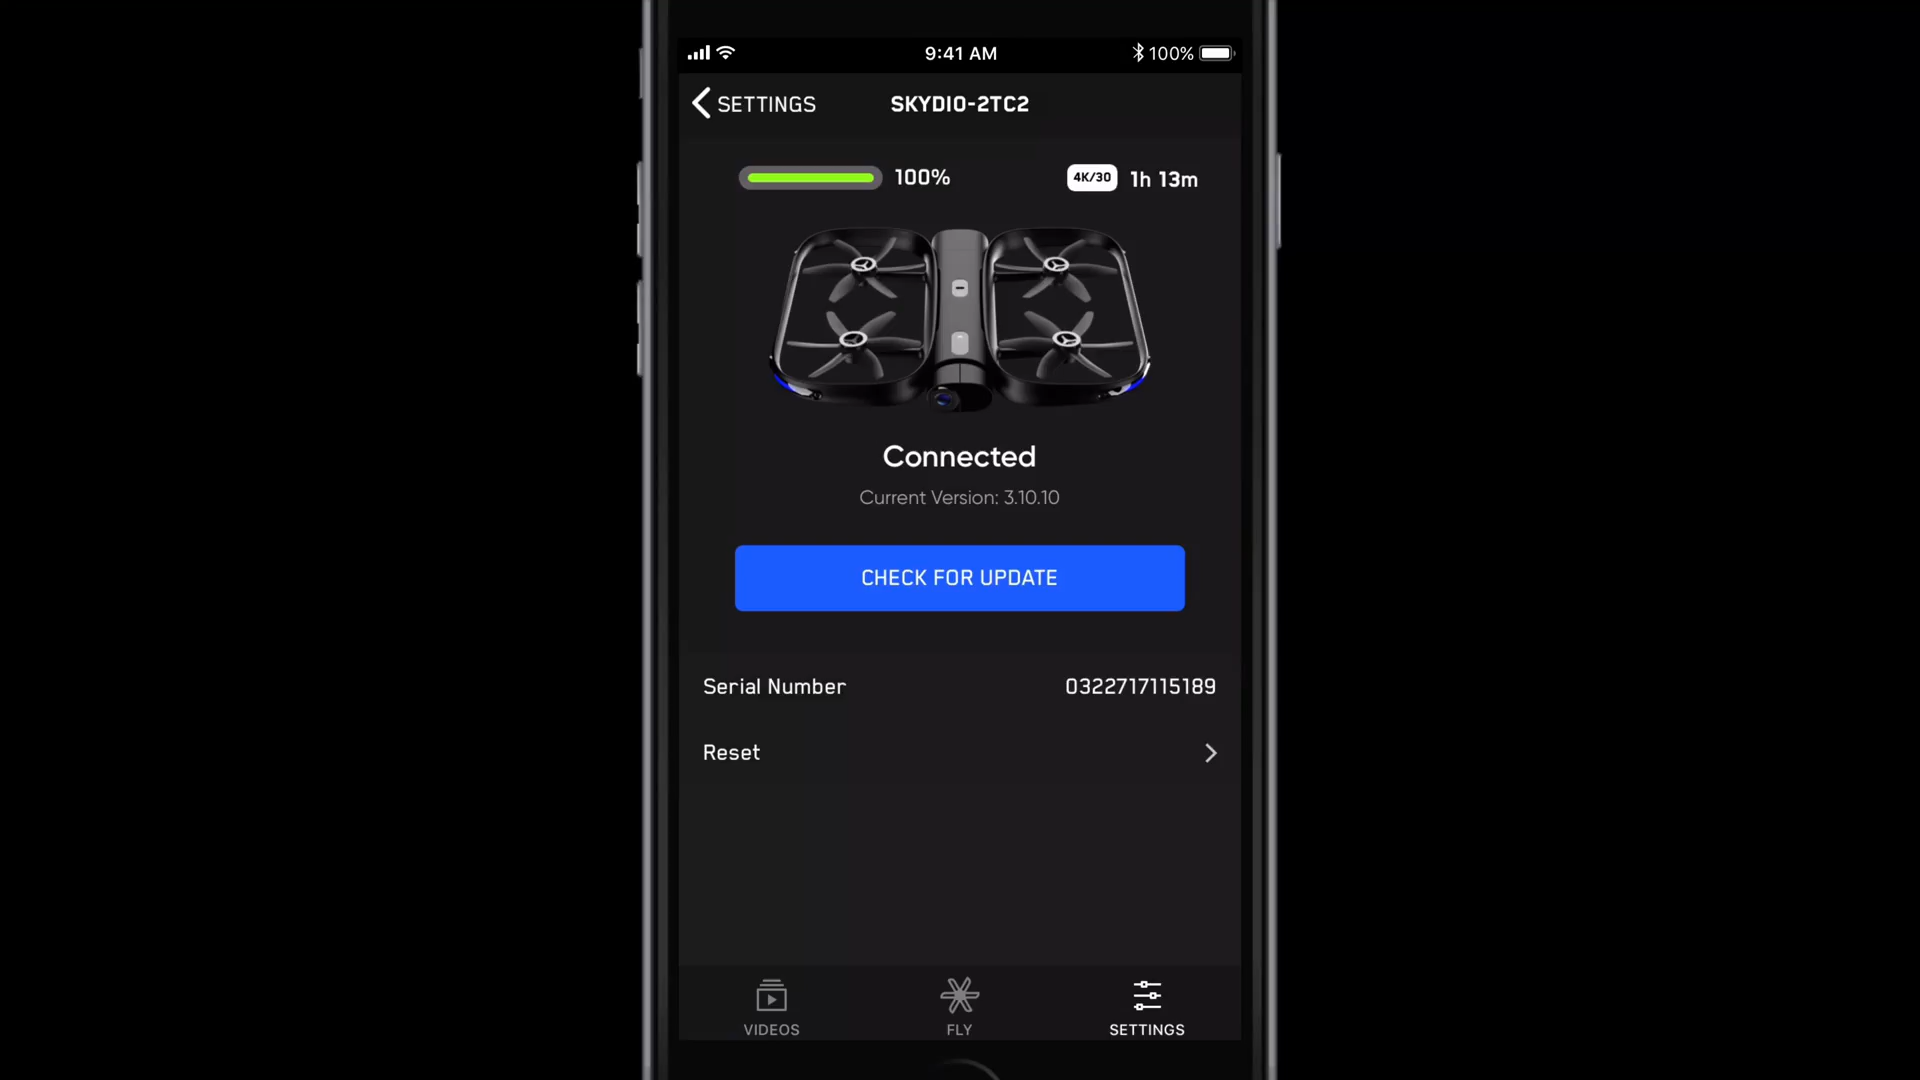 9:41 AM
100%
SETTINGS
SKYDIO-2TC2
100%
4K/30
1h 13m
Connected
Current Version: 3.10.10
CHECK FOR UPDATE
Serial Number
0322717115189
Reset
VIDEOS
FLY
SETTINGS